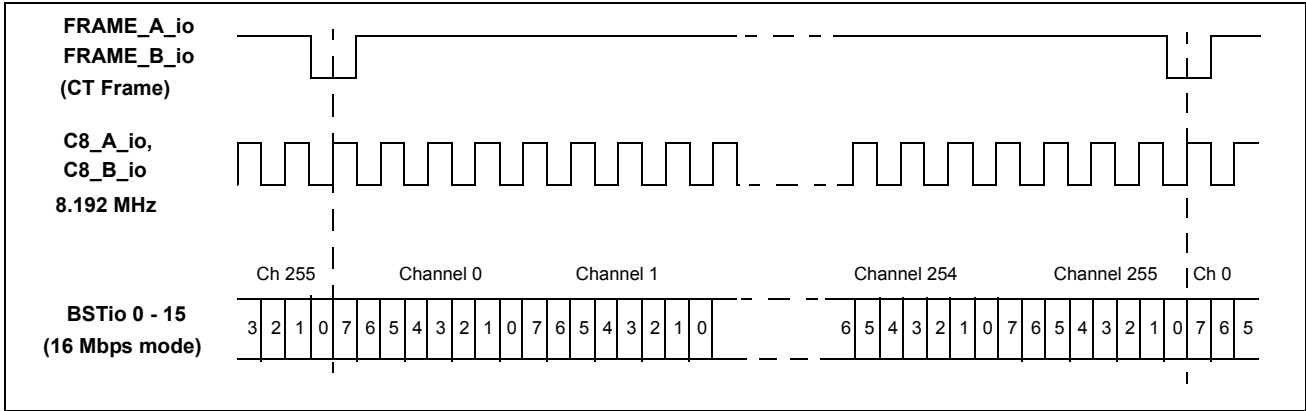 FRAME_A_io
FRAME_B_io
(CT Frame)
C8_A_io,
C8_B_io
8.192 MHz
Ch 255 Channel 0 Channel 1 Channel 254 Channel 255 Ch 0
BSTio 0 - 15
(16 Mbps mode)
3 2 1 0 7 6 5 4 3 2 1 0 7 6 5 4 3 2 1 0 6 5 4 3 2 1 0 7 6 5 4 3 2 1 0 7 6 5